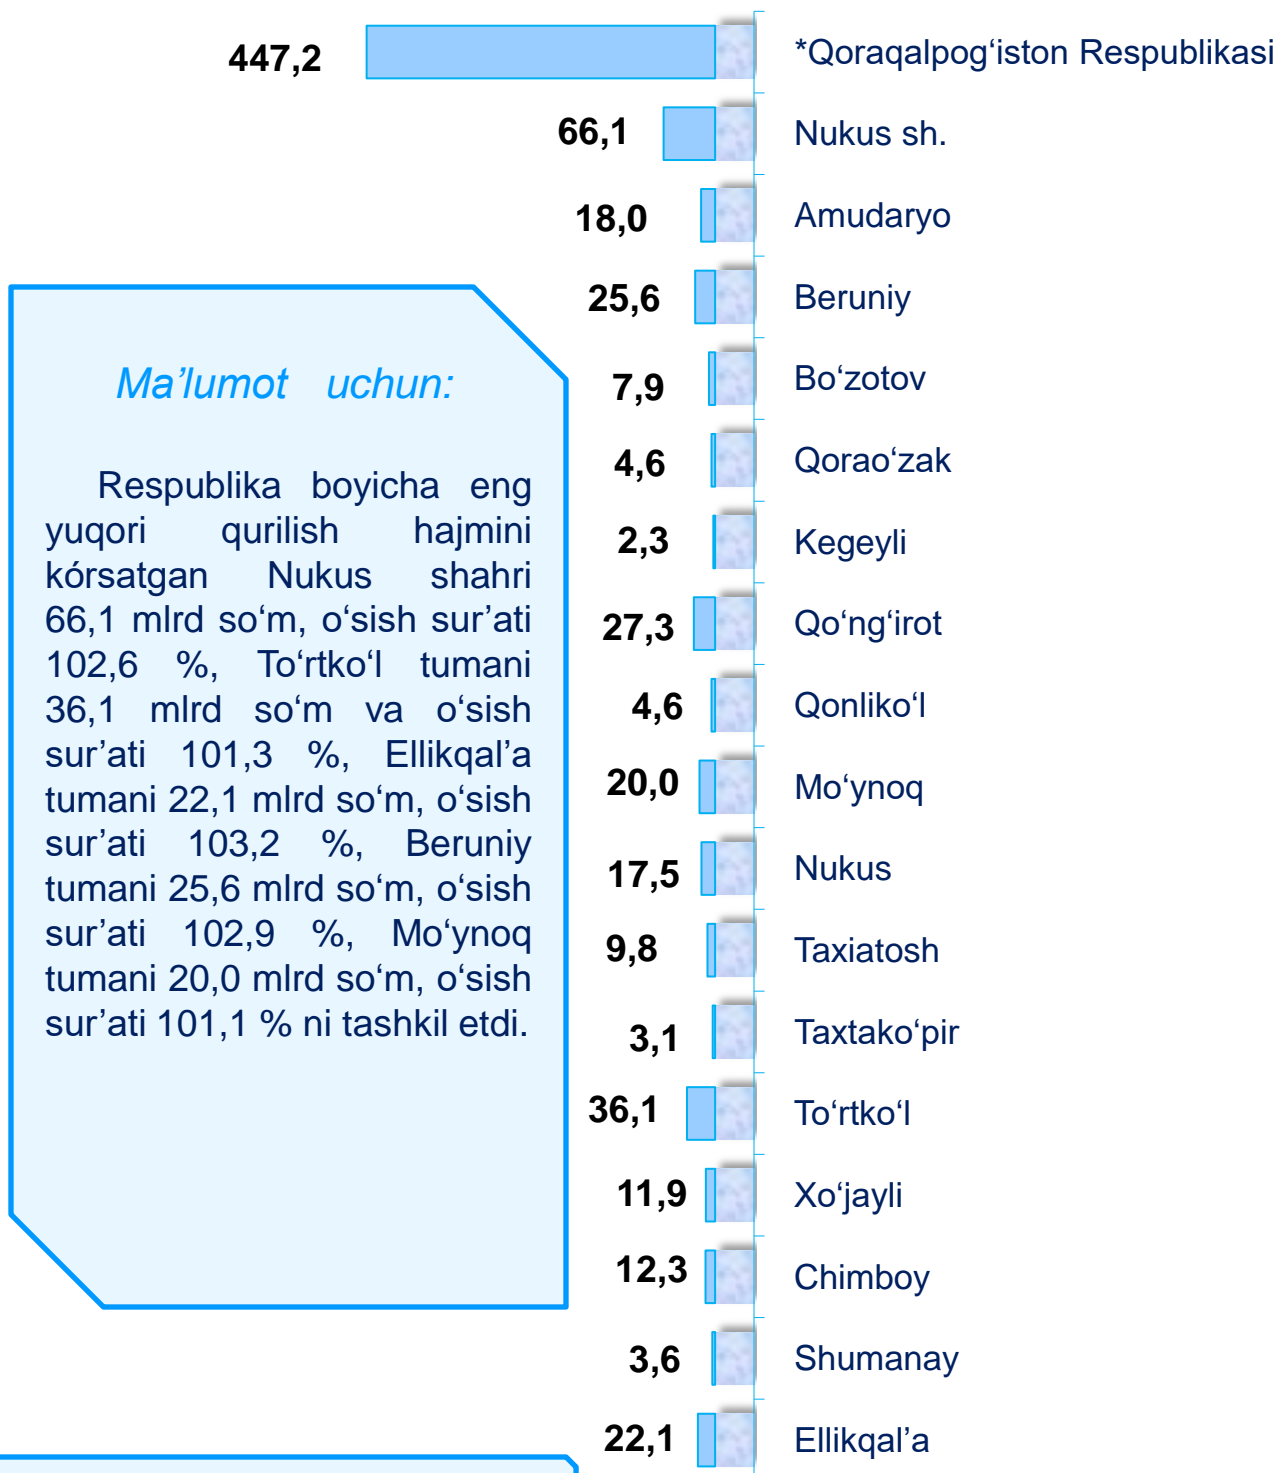 447,2 *Qoraqalpog‘iston Respublikasi
66,1 Nukus sh.
18,0 Amudaryo
25,6 Beruniy
7,9 Bo‘zotov
4,6 Qorao‘zak
2,3 Kegeyli
27,3 Qo‘ng‘irot
4,6 Qonliko‘l
20,0 Mo‘ynoq
17,5 Nukus
9,8 Taxiatosh
3,1 Taxtako‘pir
36,1 To‘rtko‘l
11,9 Xo‘jayli
12,3 Chimboy
3,6 Shumanay
22,1 Ellikqal’a
Ma’lumot uchun:
Respublika boyicha eng
yuqori qurilish hajmini
kórsatgan Nukus shahri
66,1 mlrd so‘m, o‘sish sur’ati
102,6 %, To‘rtko‘l tumani
36,1 mlrd so‘m va o‘sish
sur’ati 101,3 %, Ellikqal’a
tumani 22,1 mlrd so‘m, o‘sish
sur’ati 103,2 %, Beruniy
tumani 25,6 mlrd so‘m, o‘sish
sur’ati 102,9 %, Mo‘ynoq
tumani 20,0 mlrd so‘m, o‘sish
sur’ati 101,1 % ni tashkil etdi.